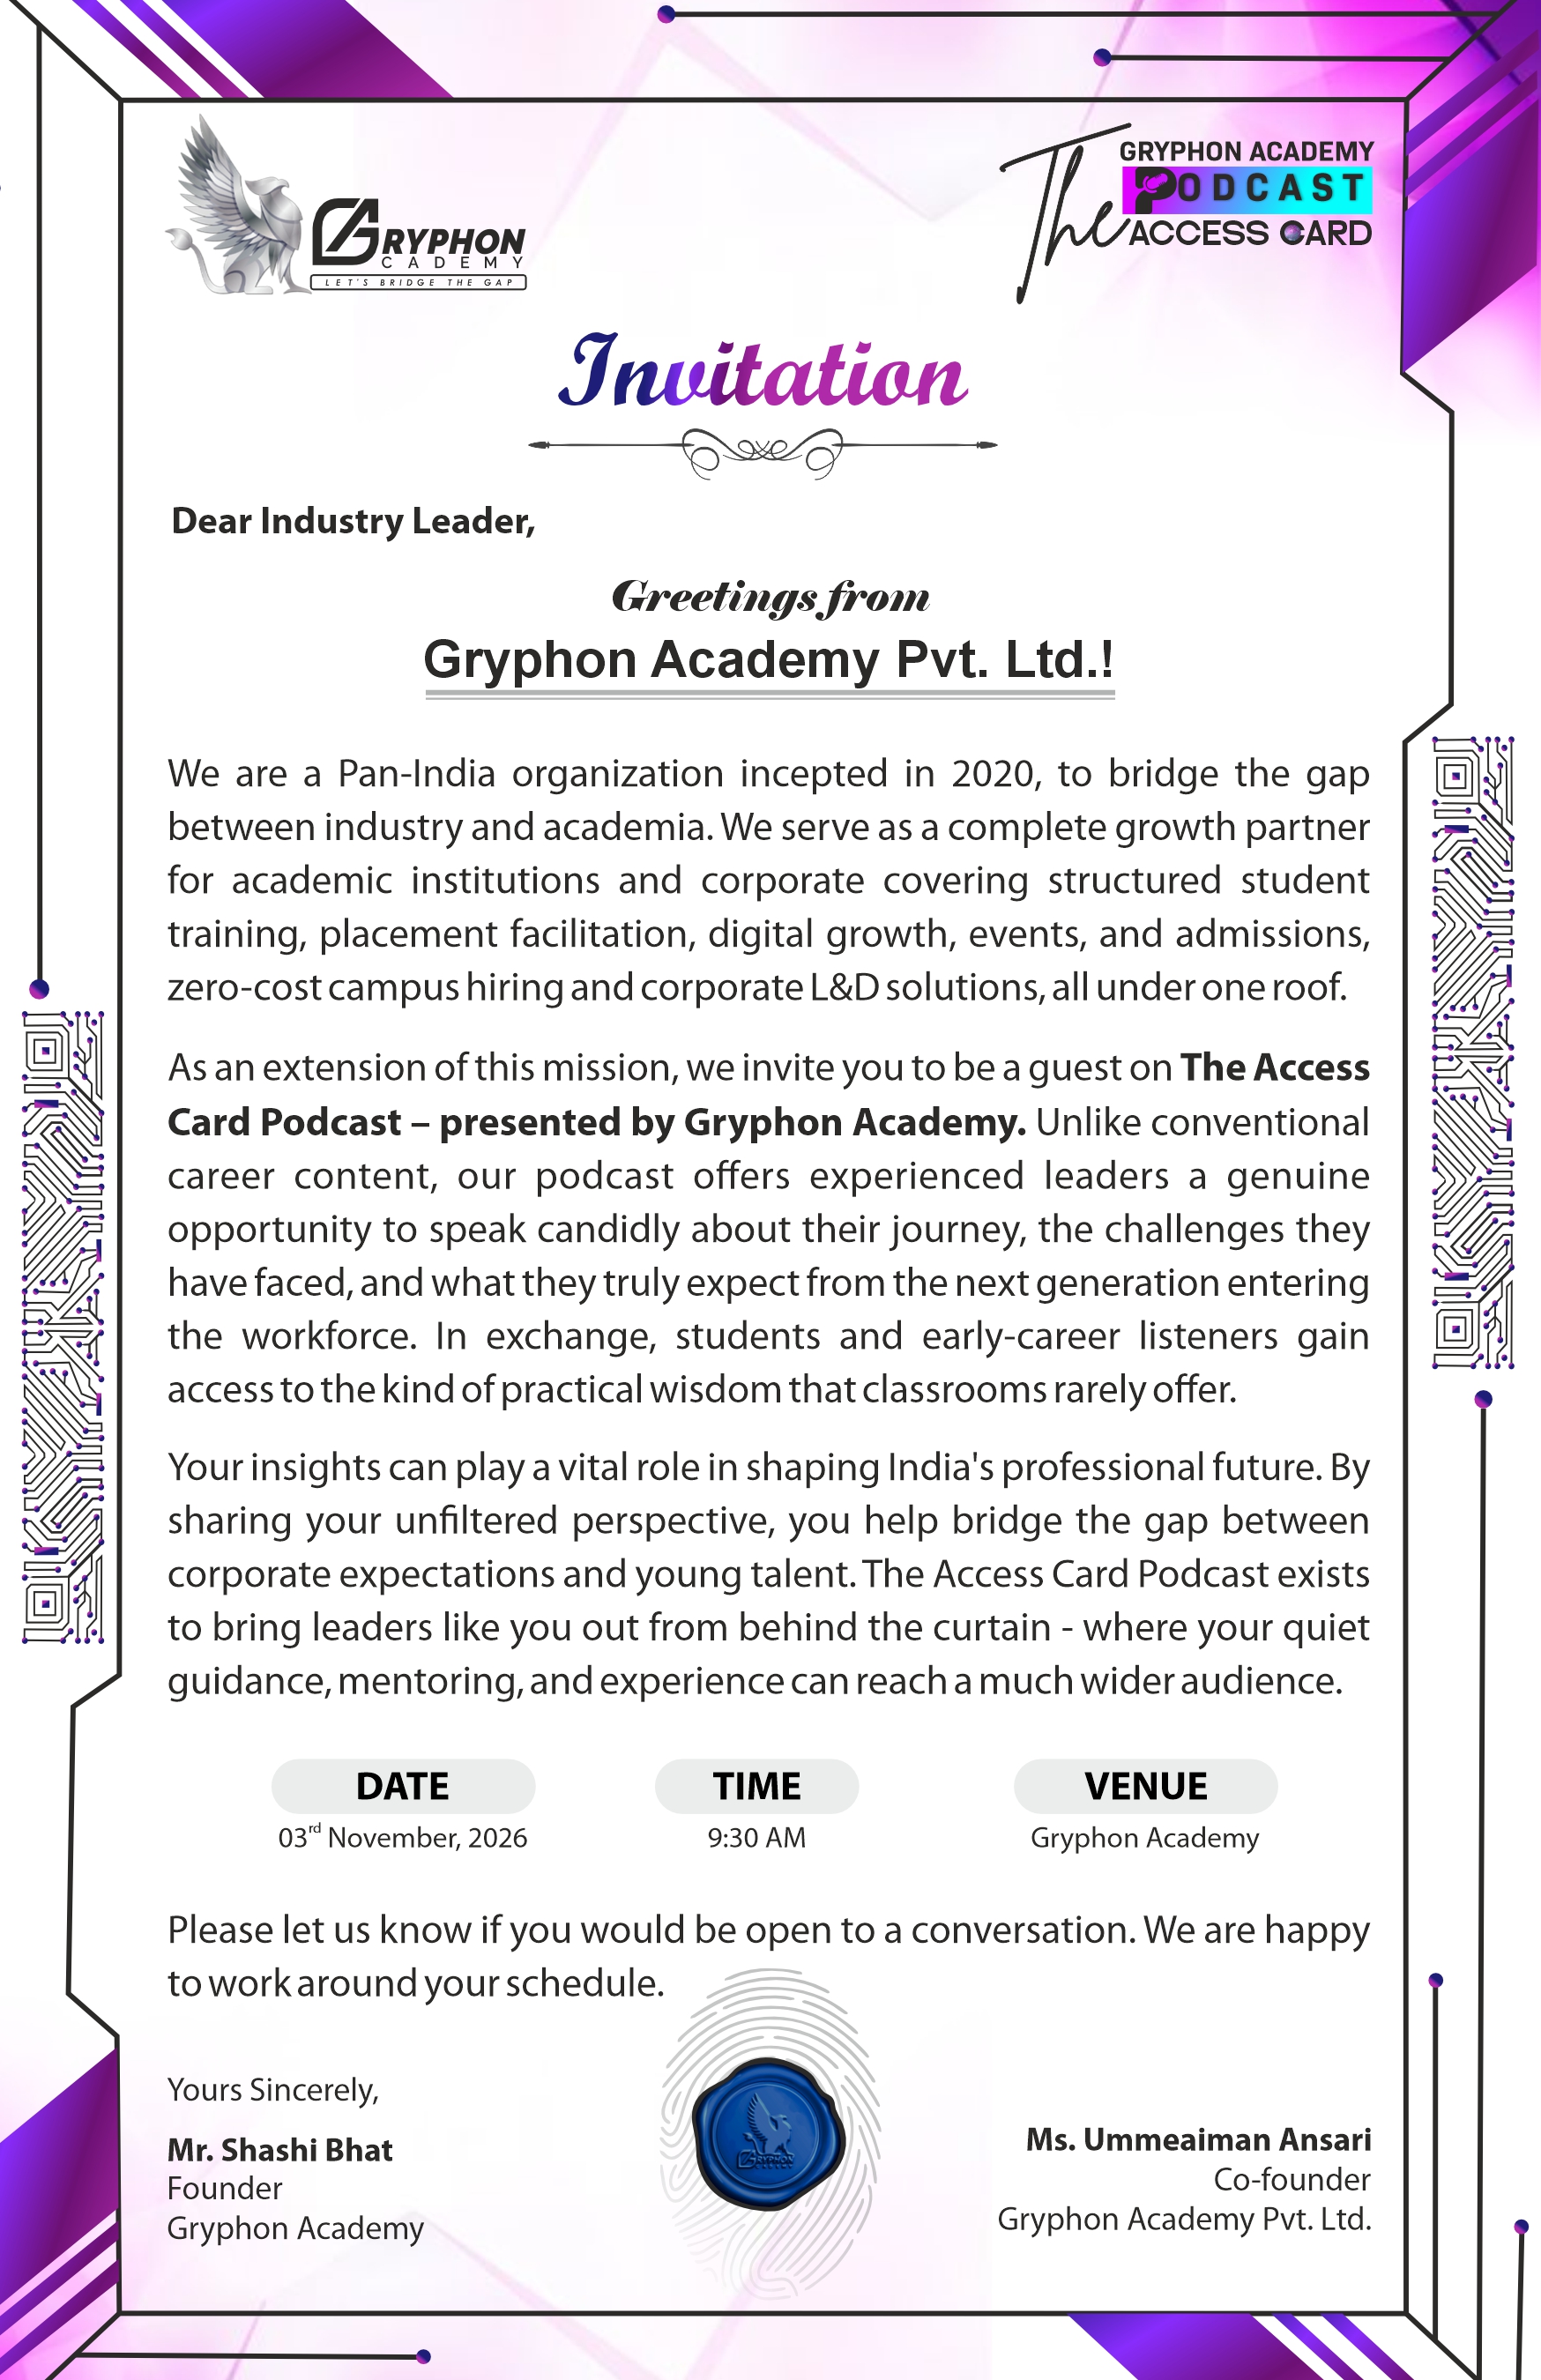 GRYPHON
ACADEMY
LET'S BRIDGE THE GAP
The
GRYPHON ACADEMY
PODCAST
ACCESS CARD
Invitation
Dear Industry Leader,
Greetings from
Gryphon Academy Pvt. Ltd.!
We are a Pan-India organization incepted in 2020, to bridge the gap
between industry and academia. We serve as a complete growth partner
for academic institutions and corporate covering structured student
training, placement facilitation, digital growth, events, and admissions,
zero-cost campus hiring and corporate L&D solutions, all under one roof.
As an extension of this mission, we invite you to be a guest on The Access
Card Podcast – presented by Gryphon Academy. Unlike conventional
career content, our podcast offers experienced leaders a genuine
opportunity to speak candidly about their journey, the challenges they
have faced, and what they truly expect from the next generation entering
the workforce. In exchange, students and early-career listeners gain
access to the kind of practical wisdom that classrooms rarely offer.
Your insights can play a vital role in shaping India's professional future. By
sharing your unfiltered perspective, you help bridge the gap between
corporate expectations and young talent. The Access Card Podcast exists
to bring leaders like you out from behind the curtain - where your quiet
guidance, mentoring, and experience can reach a much wider audience.
DATE TIME VENUE
03rd November, 2026 9:30 AM Gryphon Academy
Please let us know if you would be open to a conversation. We are happy
to work around your schedule.
Yours Sincerely,
Mr. Shashi Bhat
Founder
Gryphon Academy
GRYPHON
Ms. Ummeaiman Ansari
Co-founder
Gryphon Academy Pvt. Ltd.